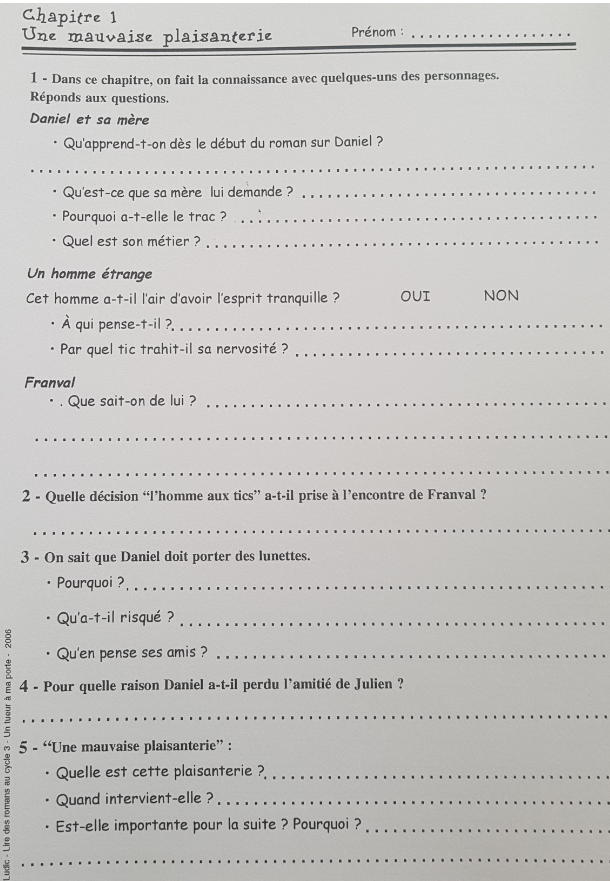 Chapitre 1
Une mauvaise plaisanterie Prénom : ...................
1 - Dans ce chapitre, on fait la connaissance avec quelques-uns des personnages.
Réponds aux questions.
Daniel et sa mère
· Qu'apprend-t-on dès le début du roman sur Daniel ?
..............................................................
· Qu'est-ce que sa mère lui demande ? ................................
· Pourquoi a-t-elle le trac ? ........................................
· Quel est son métier ? ............................................
Un homme étrange
Cet homme a-t-il l'air d'avoir l'esprit tranquille ? OUI NON
· À qui pense-t-il ? ................................................
· Par quel tic trahit-il sa nervosité ? ...................................
Franval
· . Que sait-on de lui ? .............................................
..............................................................
..............................................................
2 - Quelle décision “l'homme aux tics” a-t-il prise à l'encontre de Franval ?
..............................................................
3 - On sait que Daniel doit porter des lunettes.
· Pourquoi ? .....................................................
· Qu'a-t-il risqué ? ................................................
· Qu'en pense ses amis ? ...........................................
4 - Pour quelle raison Daniel a-t-il perdu l'amitié de Julien ?
..............................................................
5 - “Une mauvaise plaisanterie” :
· Quelle est cette plaisanterie ? ......................................
· Quand intervient-elle ? ...........................................
· Est-elle importante pour la suite ? Pourquoi ? ...........................
..............................................................
Ludic - Lire des romans au cycle 3 - Un tueur à ma porte - 2006